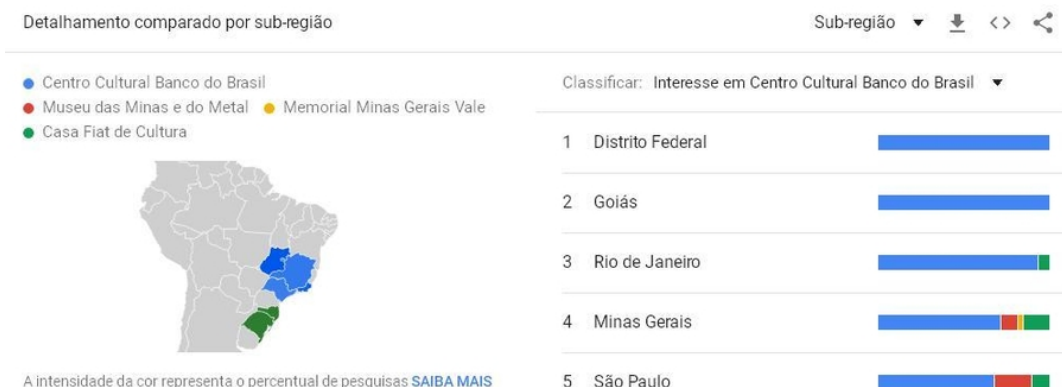 Detalhamento comparado por sub-região
Sub-região
Centro Cultural Banco do Brasil
Museu das Minas e do Metal Memorial Minas Gerais Vale
Casa Fiat de Cultura
A intensidade da cor representa o percentual de pesquisas SAIBA MAIS
Classificar: Interesse em Centro Cultural Banco do Brasil
1 Distrito Federal
2 Goiás
3 Rio de Janeiro
4 Minas Gerais
5 São Paulo